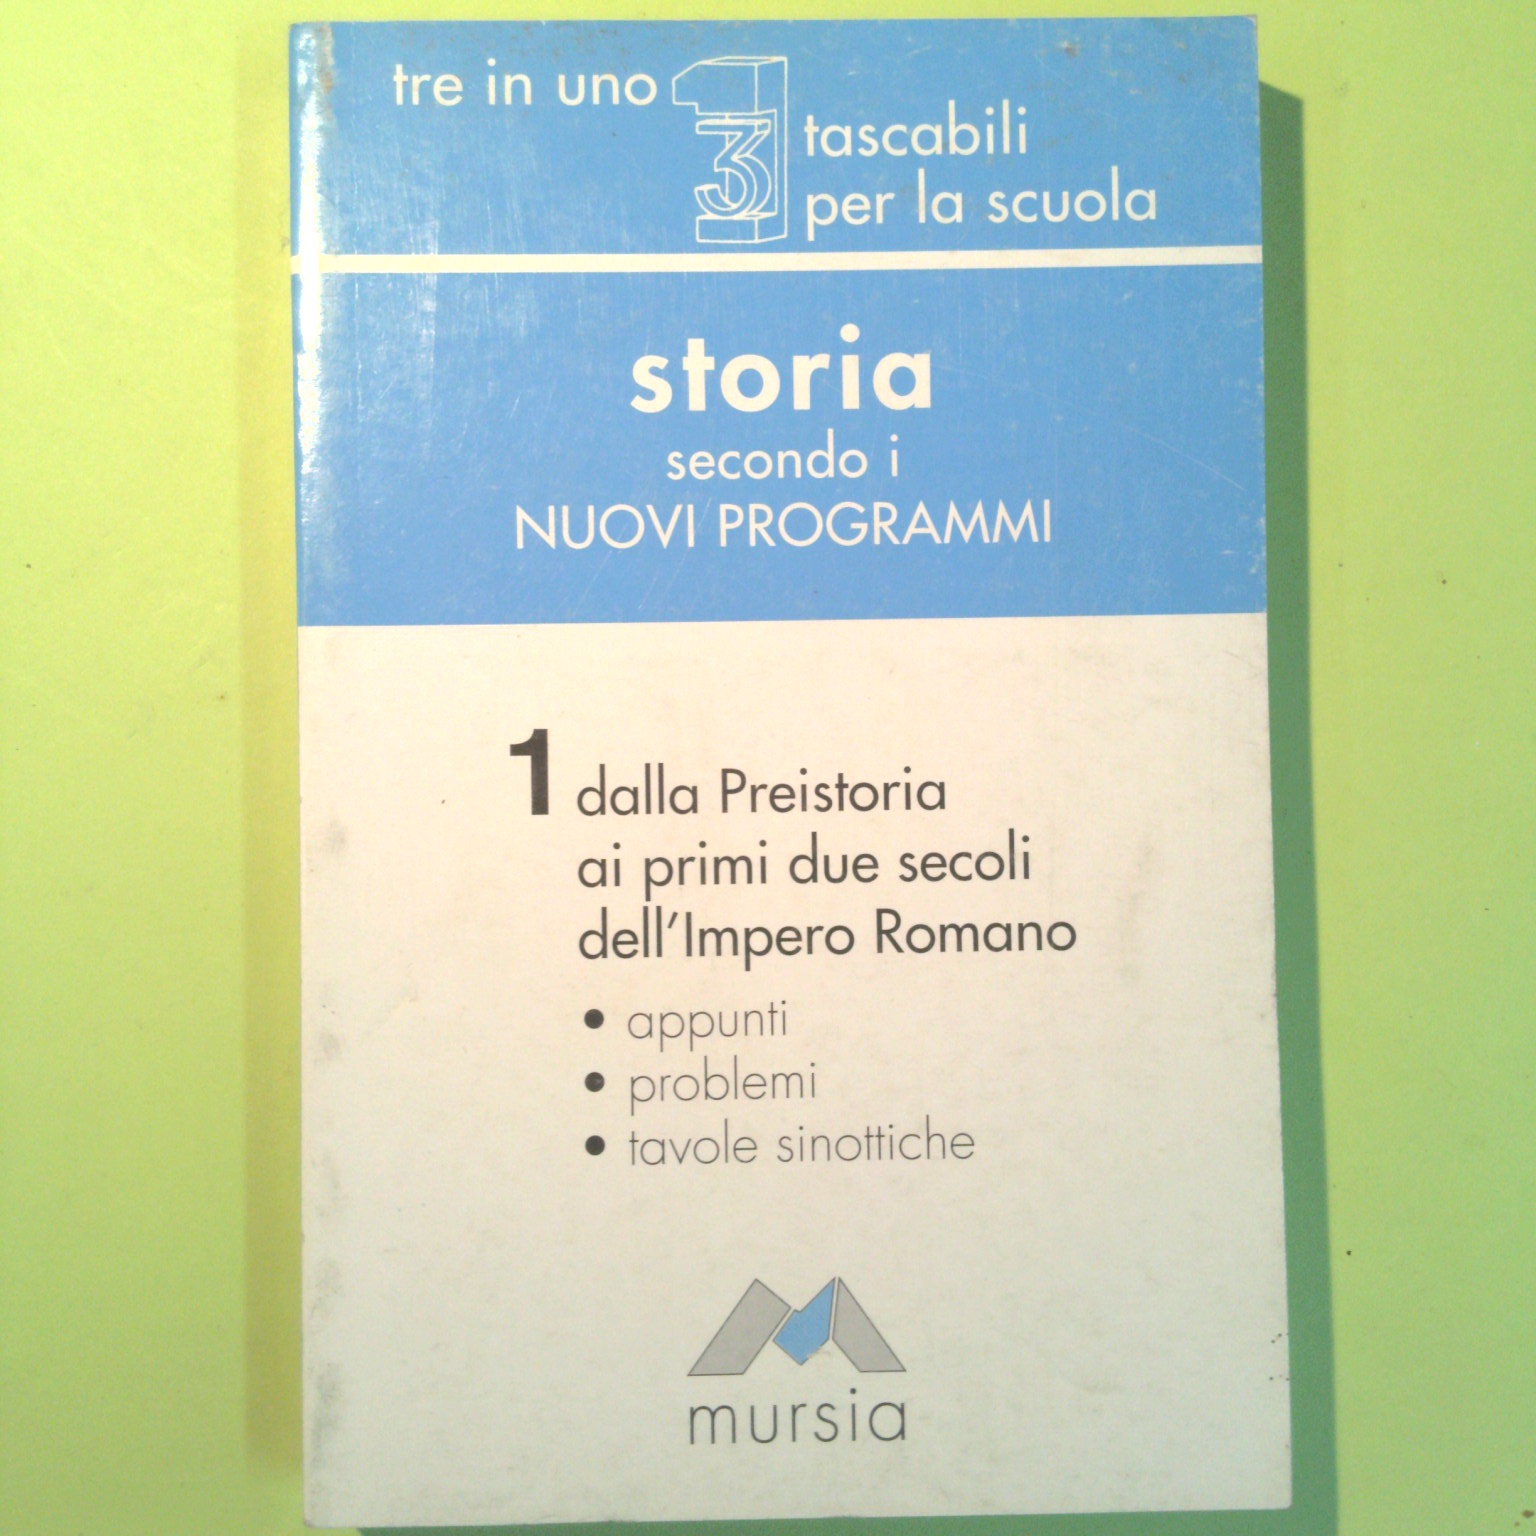 tre in uno
13
tascabili
per la scuola
storia
secondo i
NUOVI PROGRAMMI
1 dalla Preistoria
ai primi due secoli
dell'Impero Romano
• appunti
• problemi
• tavole sinottiche
mursia